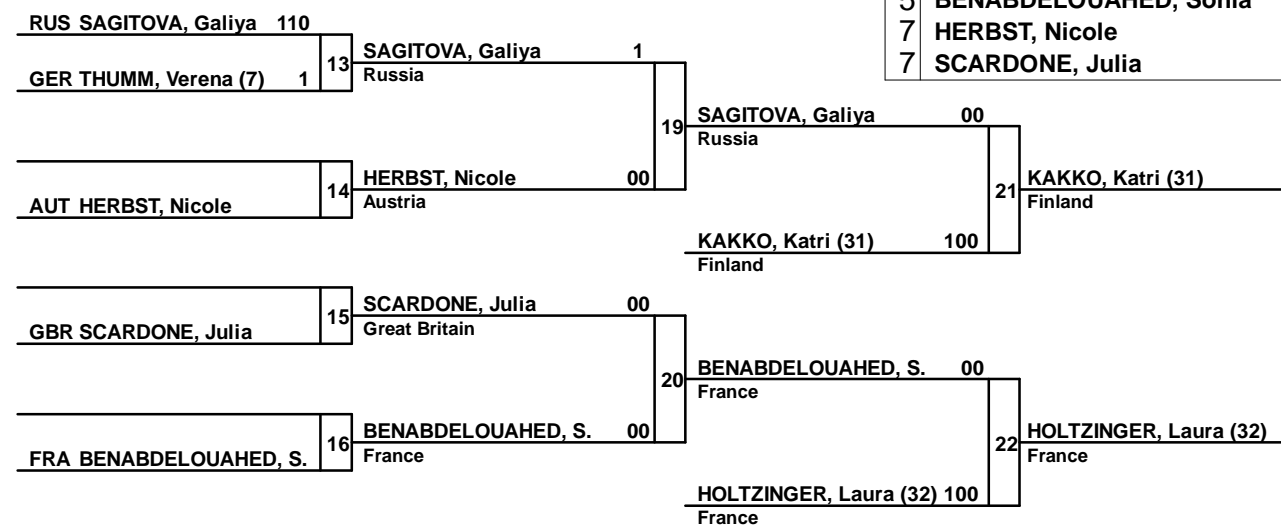 5 BENABDELOUAHED, Sonia
7 HERBST, Nicole
7 SCARDONE, Julia
RUS SAGITOVA, Galiya 110
GER THUMM, Verena (7) 1
13
SAGITOVA, Galiya 1
Russia
AUT HERBST, Nicole
14
HERBST, Nicole 00
Austria
19
SAGITOVA, Galiya 00
Russia
KAKKO, Katri (31) 100
Finland
21
KAKKO, Katri (31)
Finland
GBR SCARDONE, Julia
15
SCARDONE, Julia 00
Great Britain
FRA BENABDELOUAHED, S.
16
BENABDELOUAHED, S. 00
France
20
BENABDELOUAHED, S. 00
France
HOLTZINGER, Laura (32) 100
France
22
HOLTZINGER, Laura (32)
France